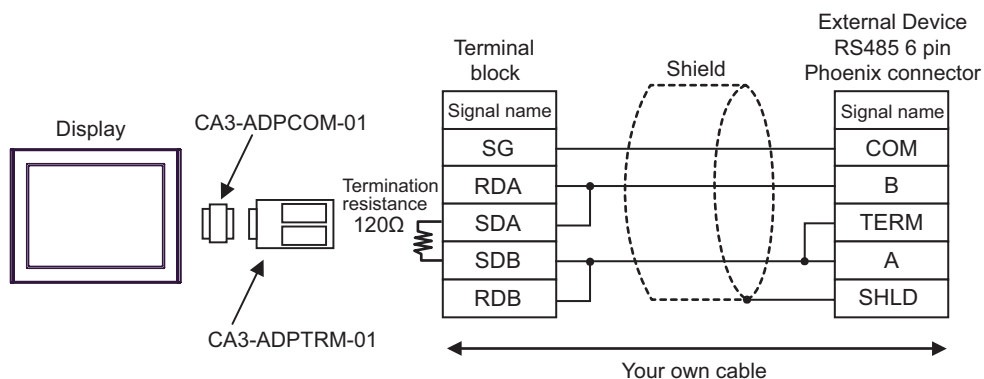 External Device
RS485 6 pin
Phoenix connector
Terminal
block
Shield
Signal name
Signal name
Display
CA3-ADPCOM-01
SG
COM
Termination
resistance
120Ω
RDA
B
SDA
TERM
SDB
A
RDB
SHLD
CA3-ADPTRM-01
Your own cable